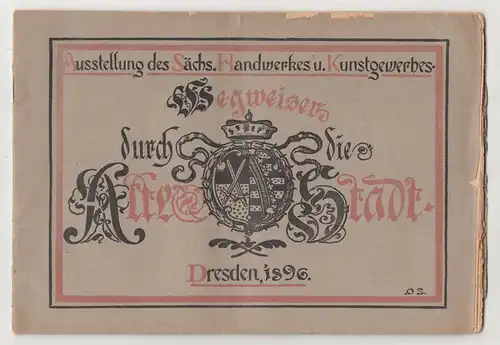 Ausstellung des Sächs. Handwerkes u. Kunstgewerbes.
Wegweiser
durch die
Alte Stadt.
Dresden, 1896.
O S.